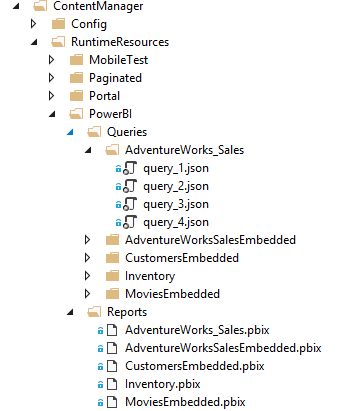 ContentManager
Config
RuntimeResources
MobileTest
Paginated
Portal
PowerBI
Queries
AdventureWorks_Sales
query_1.json
query_2.json
query_3.json
query_4.json
AdventureWorksSalesEmbedded
CustomersEmbedded
Inventory
MoviesEmbedded
Reports
AdventureWorks_Sales.pbix
AdventureWorksSalesEmbedded.pbix
CustomersEmbedded.pbix
Inventory.pbix
MoviesEmbedded.pbix